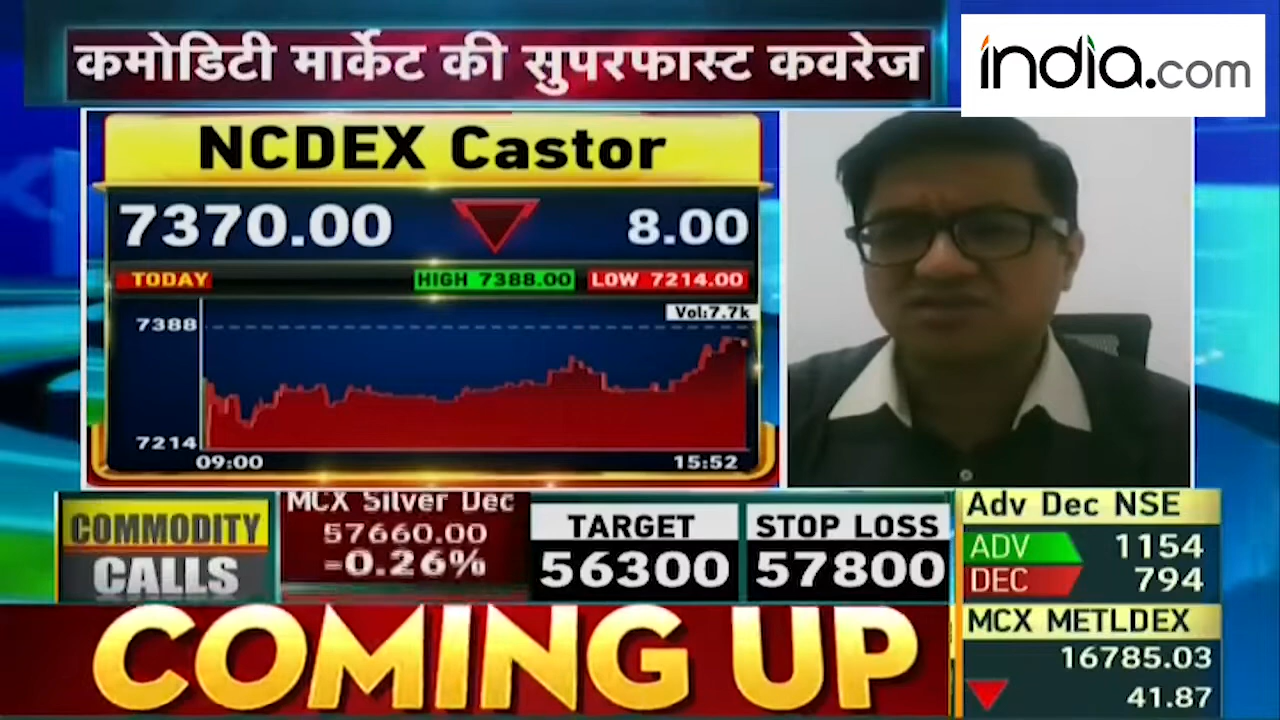 कमोडिटी मार्केट की सुपरफास्ट कवरेज
india.com
NCDEX Castor
7370.00 8.00
TODAY HIGH 7388.00 LOW 7214.00
Vol:7.7k
7388
7214
09:00 15:52
COMMODITY
CALLS
MCX Silver Dec
57660.00
-0.26%
TARGET
56300
STOP LOSS
57800
Adv Dec NSE
ADV 1154
DEC 794
MCX METLDEX
16785.03
41.87
COMING UP